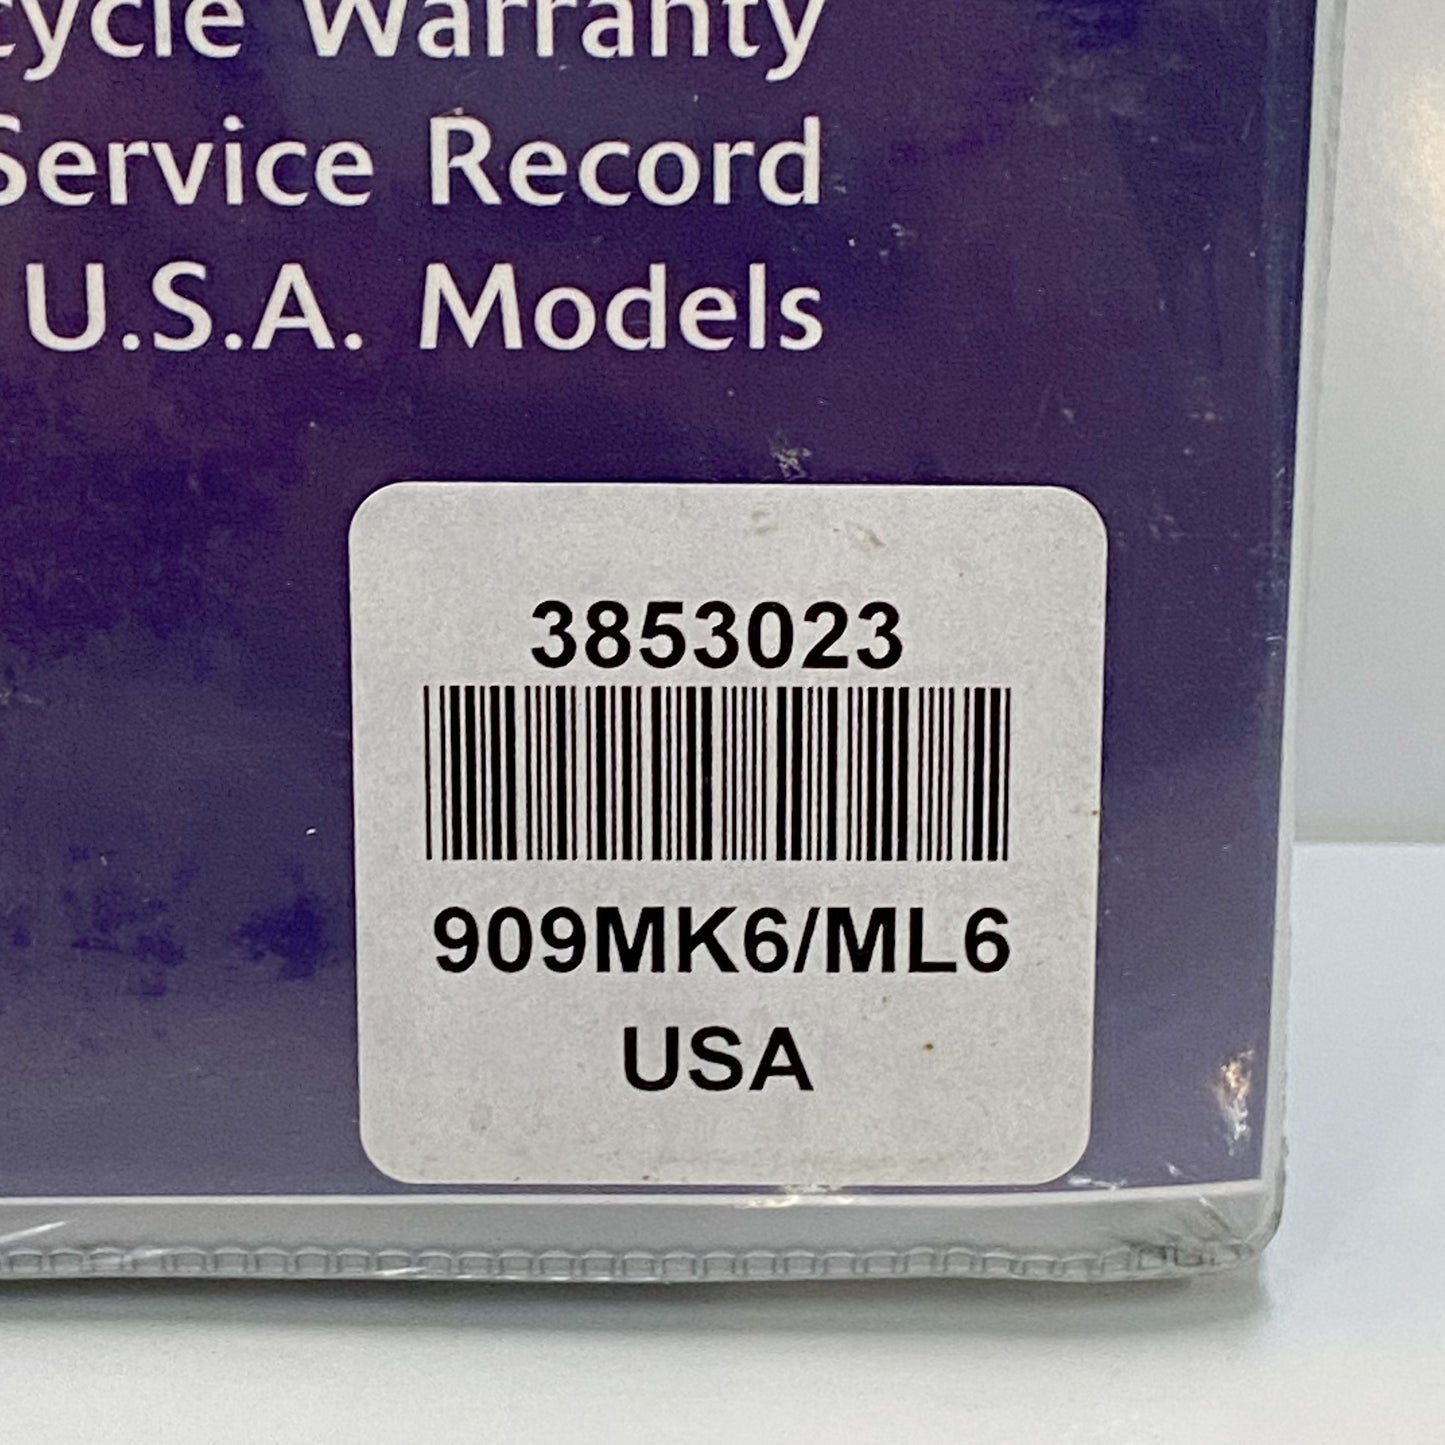 cycle Warranty
Service Record
U.S.A. Models
3853023
909MK6/ML6
USA